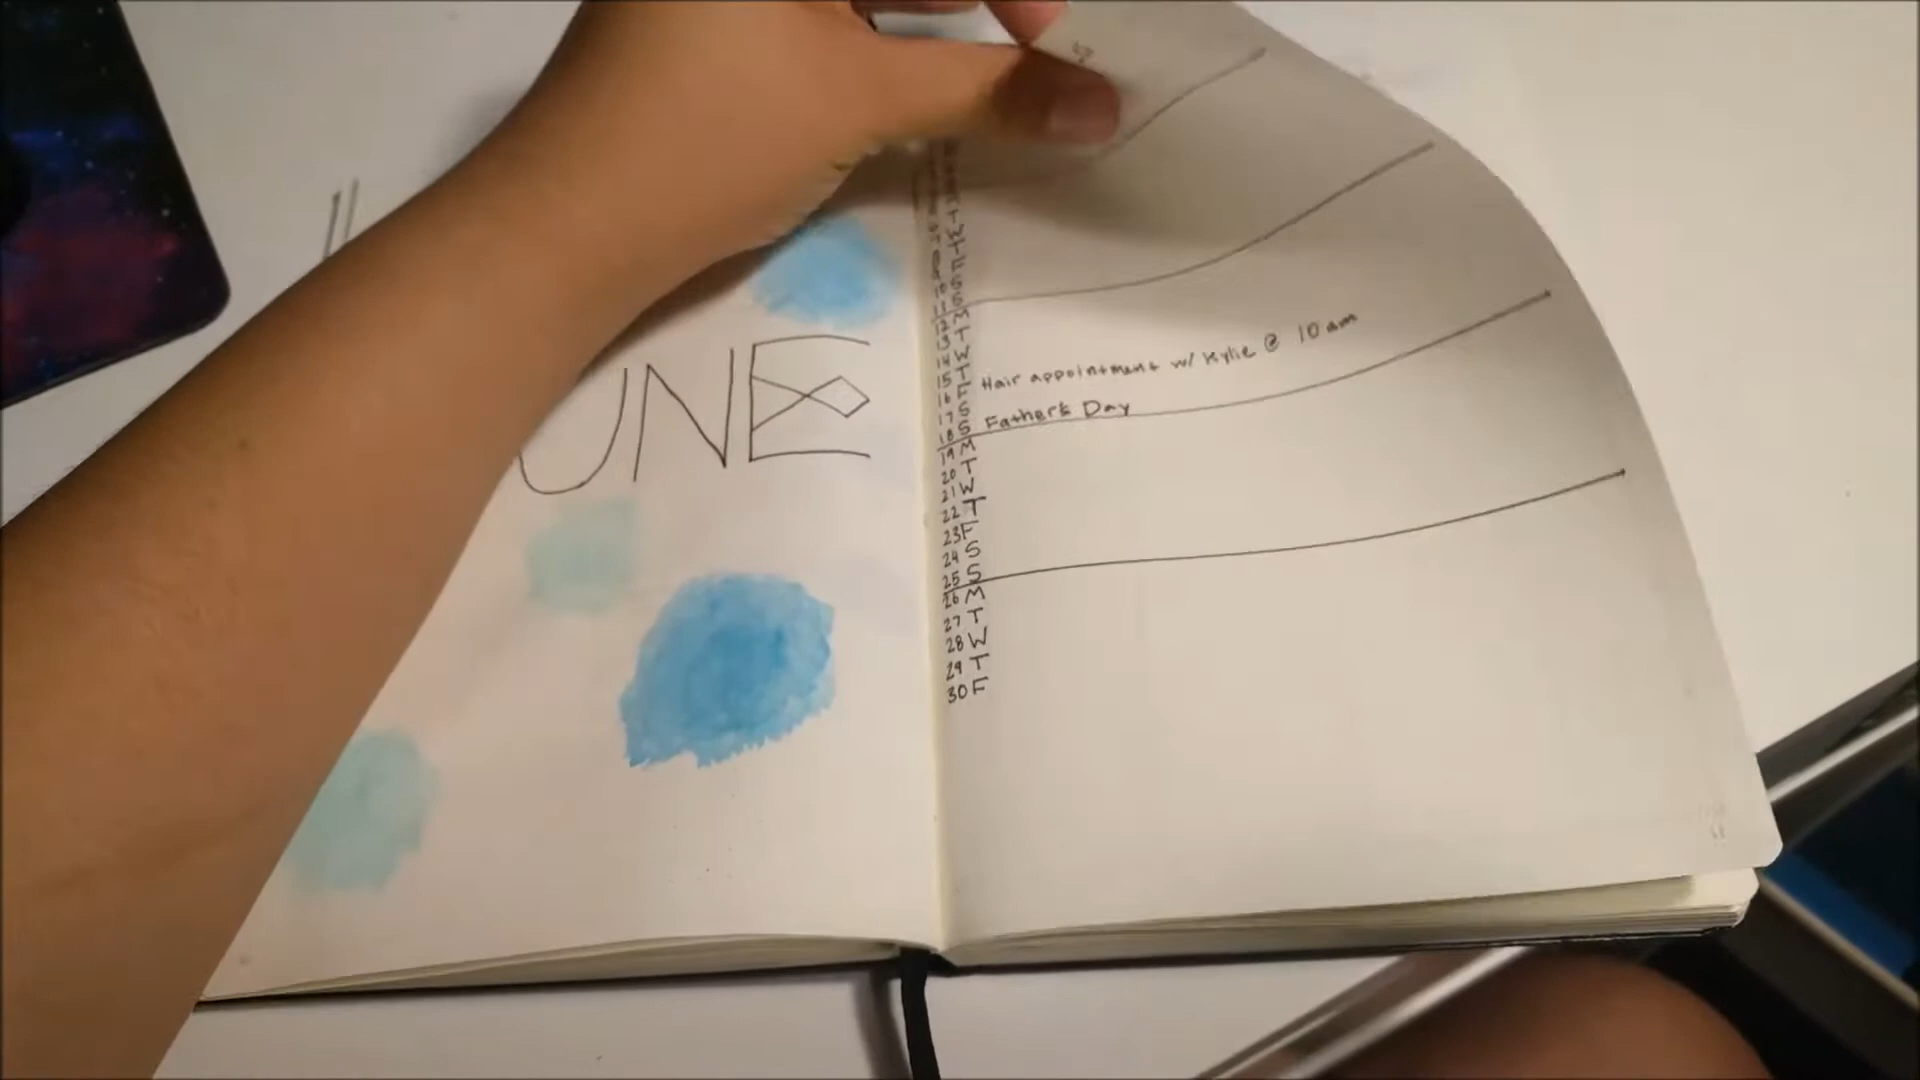 UNE
T
W
T
F
10 S
11 S
12 M
13 T
14 W
15 T
16 F Hair appointment w/ Kylie @ 10 am
17 S
18 S Father's Day
19 M
20 T
21 W
22 T
23 F
24 S
25 S
26 M
27 T
28 W
29 T
30 F